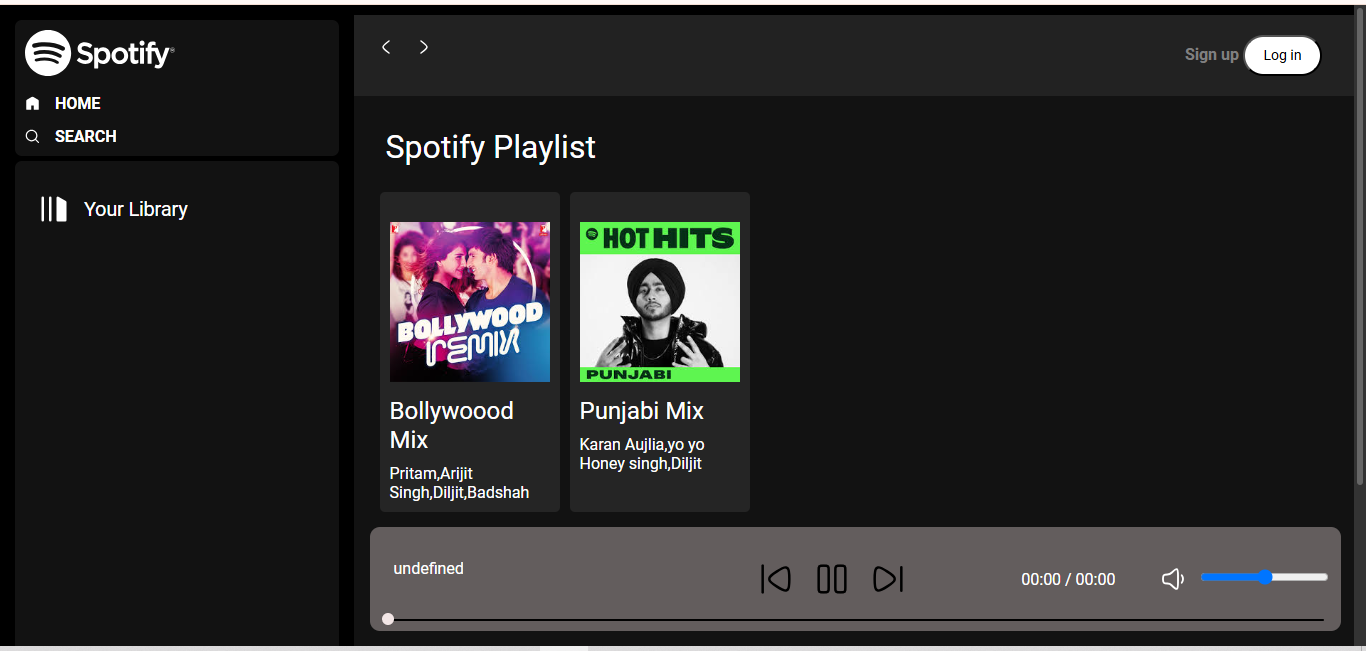 Spotify
HOME
SEARCH
Your Library
Sign up
Log in
Spotify Playlist
BOLLYWOOD
REMIX
Bollywoood
Mix
Pritam,Arijit
Singh,Diljit,Badshah
HOT HITS
PUNJABI
Punjabi Mix
Karan Aujlia,yo yo
Honey singh,Diljit
undefined
00:00 / 00:00